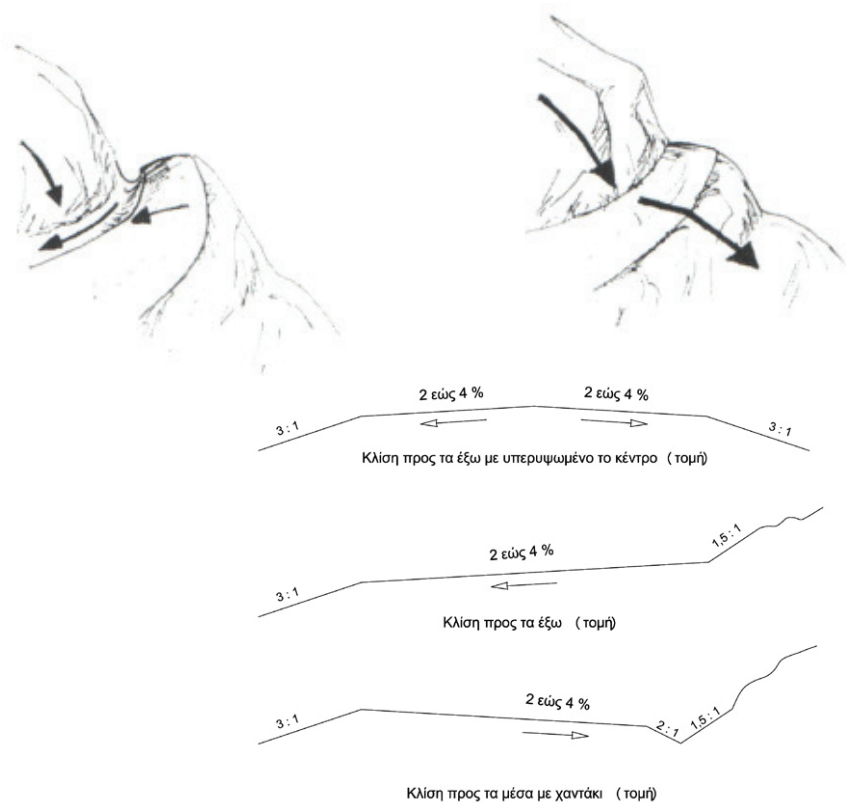 2 εώς 4 % 2 εώς 4 %
3 : 1 3 : 1
Κλίση προς τα έξω με υπερυψωμένο το κέντρο ( τομή)
1,5 : 1
2 εώς 4 %
3 : 1
Κλίση προς τα έξω ( τομή)
2 εώς 4 %
3 : 1 2 : 1 1,5 : 1
Κλίση προς τα μέσα με χαντάκι ( τομή)